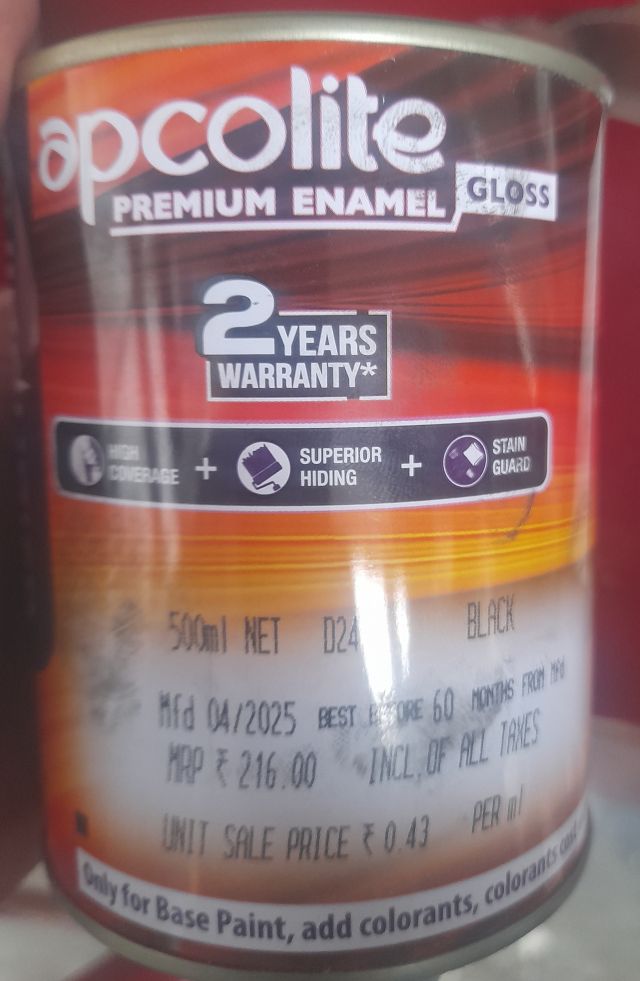 apcolite
PREMIUM ENAMEL GLOSS
2 YEARS
WARRANTY*
HIGH
COVERAGE
+
SUPERIOR
HIDING
+
STAIN
GUARD
500ml NET D24 BLACK
Mfd 04/2025 BEST BEFORE 60 MONTHS FROM Mfd
MRP ₹ 216.00 INCL.OF ALL TAXES
UNIT SALE PRICE ₹ 0.43 PER ml
Only for Base Paint, add colorants, colorants